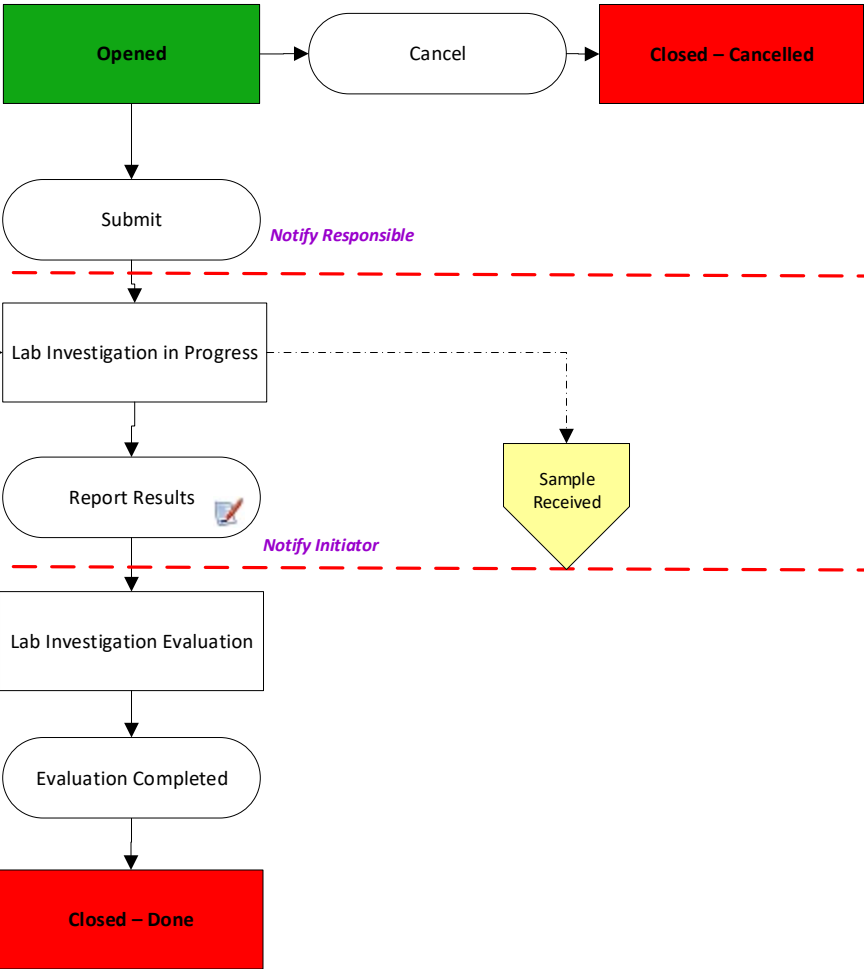 Opened
Cancel
Closed – Cancelled
Submit
Notify Responsible
Lab Investigation in Progress
Report Results
Sample
Received
Notify Initiator
Lab Investigation Evaluation
Evaluation Completed
Closed – Done